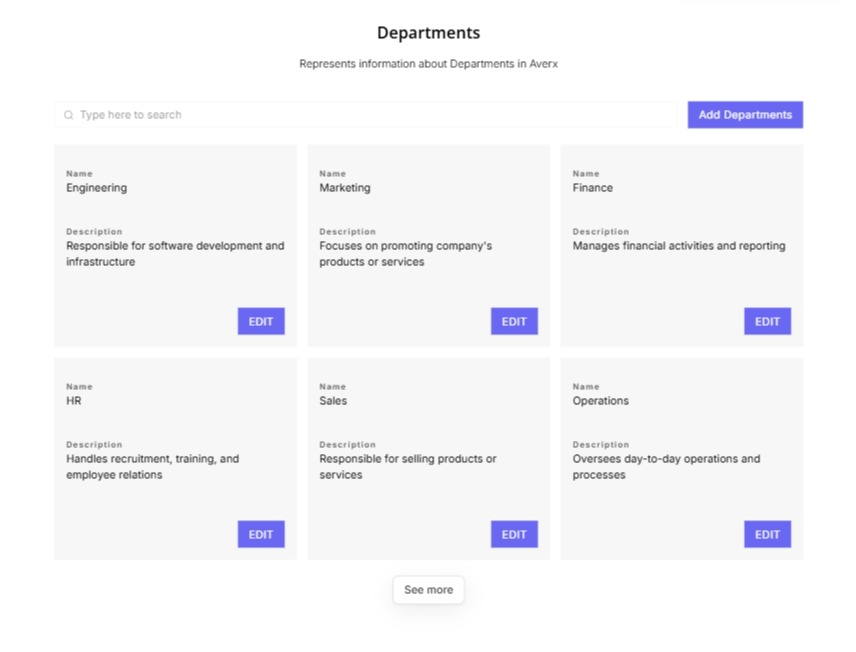 Departments
Represents information about Departments in Averx
Type here to search
Add Departments
Name
Engineering
Description
Responsible for software development and
infrastructure
EDIT
Name
Marketing
Description
Focuses on promoting company's
products or services
EDIT
Name
Finance
Description
Manages financial activities and reporting
EDIT
Name
HR
Description
Handles recruitment, training, and
employee relations
EDIT
Name
Sales
Description
Responsible for selling products or
services
EDIT
Name
Operations
Description
Oversees day-to-day operations and
processes
EDIT
See more